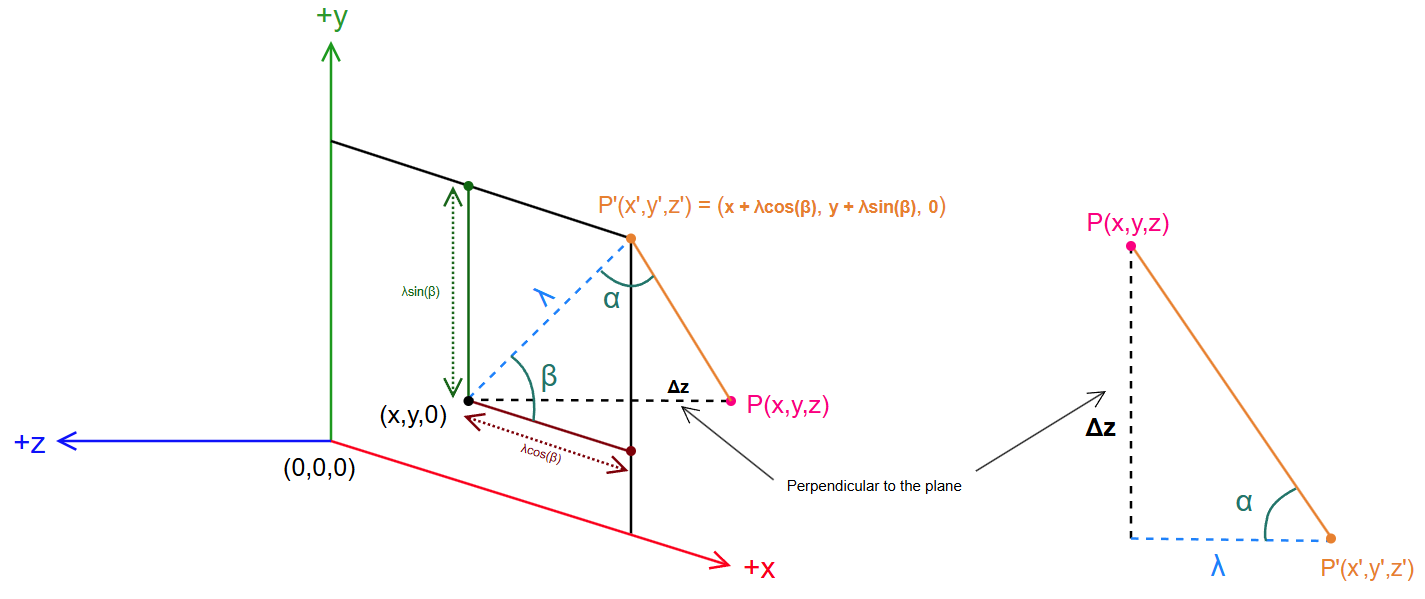 +y
P'(x',y',z') = (x + λcos(β), y + λsin(β), 0)
P(x,y,z)
λsin(β)
λ
α
β
Δz
(x,y,0)
P(x,y,z)
Δz
+z
λcos(β)
(0,0,0)
Perpendicular to the plane
α
+x
λ
P'(x',y',z')